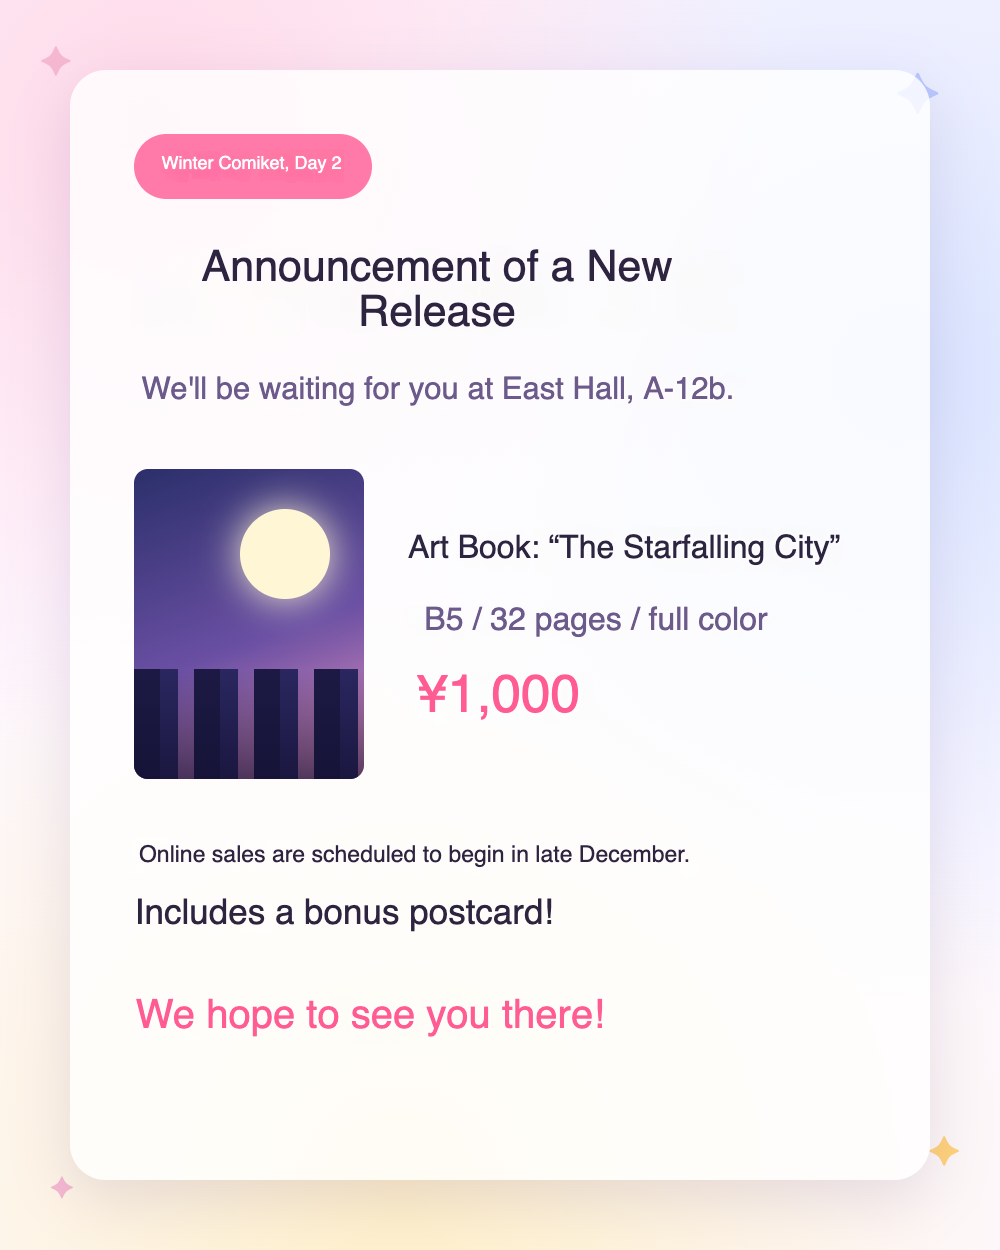 Winter Comiket, Day 2
Announcement of a New
Release
We'll be waiting for you at East Hall, A-12b.
Art Book: “The Starfalling City”
B5 / 32 pages / full color
¥1,000
Online sales are scheduled to begin in late December.
Includes a bonus postcard!
We hope to see you there!